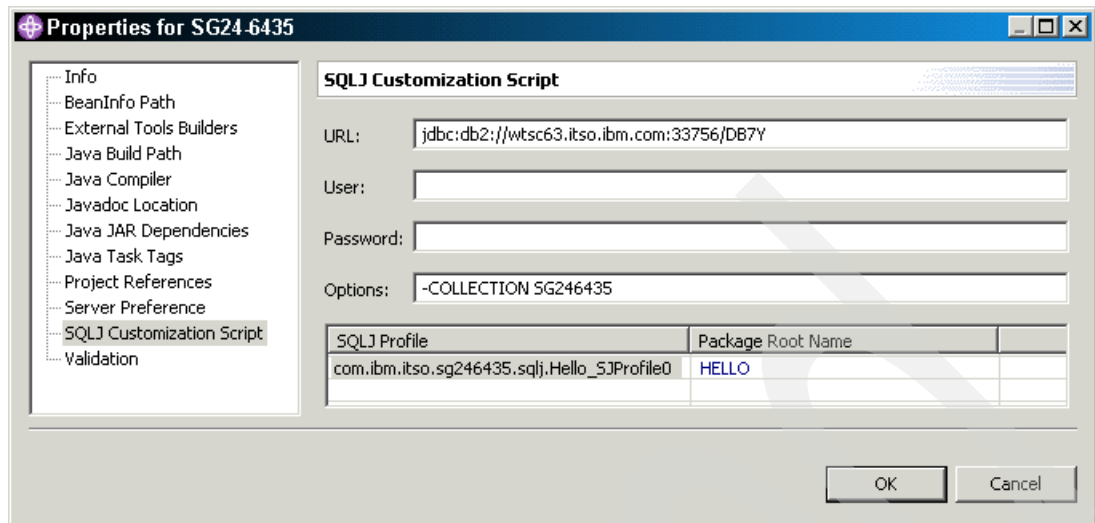 Properties for SG24-6435
Info
BeanInfo Path
External Tools Builders
Java Build Path
Java Compiler
Javadoc Location
Java JAR Dependencies
Java Task Tags
Project References
Server Preference
SQLJ Customization Script
Validation
SQLJ Customization Script
URL: jdbc:db2://wtsc63.itso.ibm.com:33756/DB7Y
User:
Password:
Options: -COLLECTION SG246435
SQLJ Profile Package Root Name
com.ibm.itso.sg246435.sqlj.Hello_SJProfile0 HELLO
OK Cancel